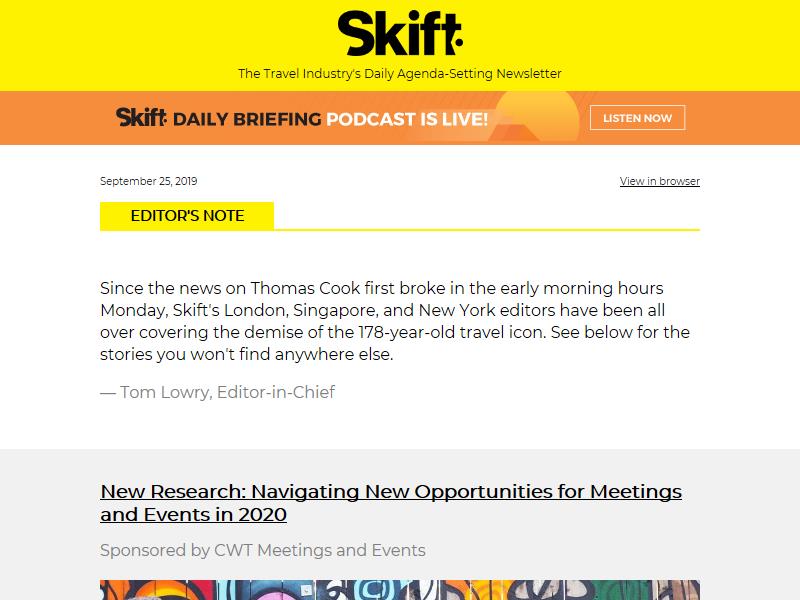 Skift
The Travel Industry's Daily Agenda-Setting Newsletter
Skift: DAILY BRIEFING PODCAST IS LIVE!
LISTEN NOW
September 25, 2019
View in browser
EDITOR'S NOTE
Since the news on Thomas Cook first broke in the early morning hours
Monday, Skift's London, Singapore, and New York editors have been all
over covering the demise of the 178-year-old travel icon. See below for the
stories you won't find anywhere else.
— Tom Lowry, Editor-in-Chief
New Research: Navigating New Opportunities for Meetings
and Events in 2020
Sponsored by CWT Meetings and Events